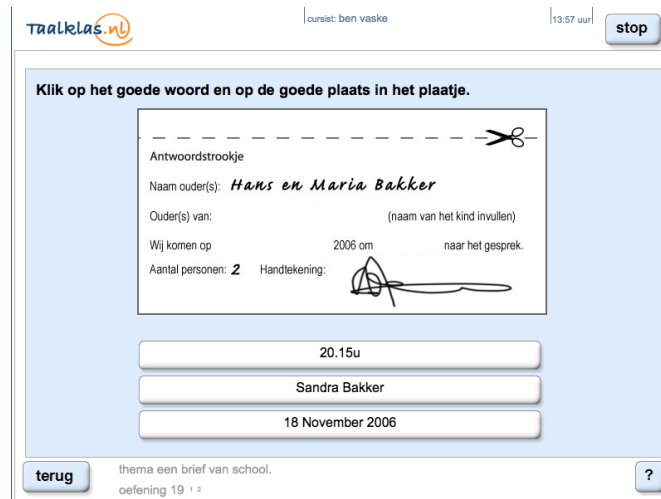 Taalklas.nl
cursist: ben vaske
13:57 uur
stop
Klik op het goede woord en op de goede plaats in het plaatje.
Antwoordstrookje
Naam ouder(s): Hans en Maria Bakker
Ouder(s) van: (naam van het kind invullen)
Wij komen op 2006 om naar het gesprek.
Aantal personen: 2 Handtekening:
20.15u
Sandra Bakker
18 November 2006
terug
thema een brief van school.
oefening 19 1 2
?